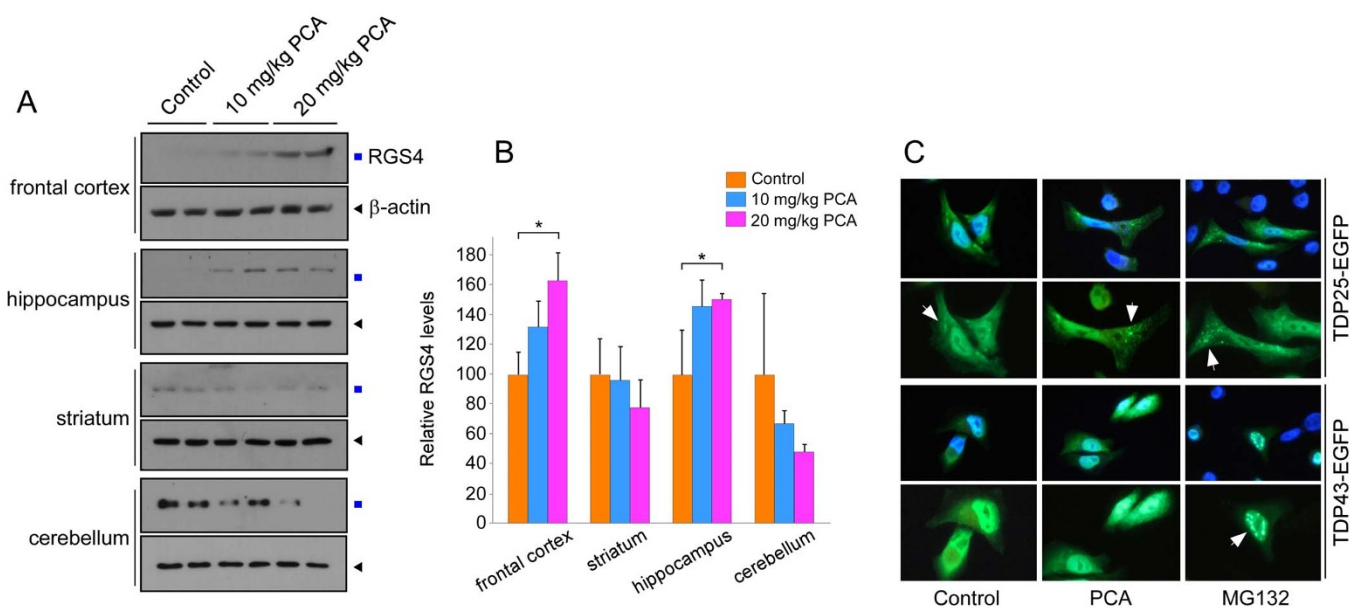 A
Control
10 mg/kg PCA
20 mg/kg PCA
frontal cortex
RGS4
β-actin
hippocampus
striatum
cerebellum
B
Control
10 mg/kg PCA
20 mg/kg PCA
*
*
Relative RGS4 levels
180
160
140
120
100
80
60
40
20
0
frontal cortex
striatum
hippocampus
cerebellum
C
TDP25-EGFP
TDP43-EGFP
Control
PCA
MG132